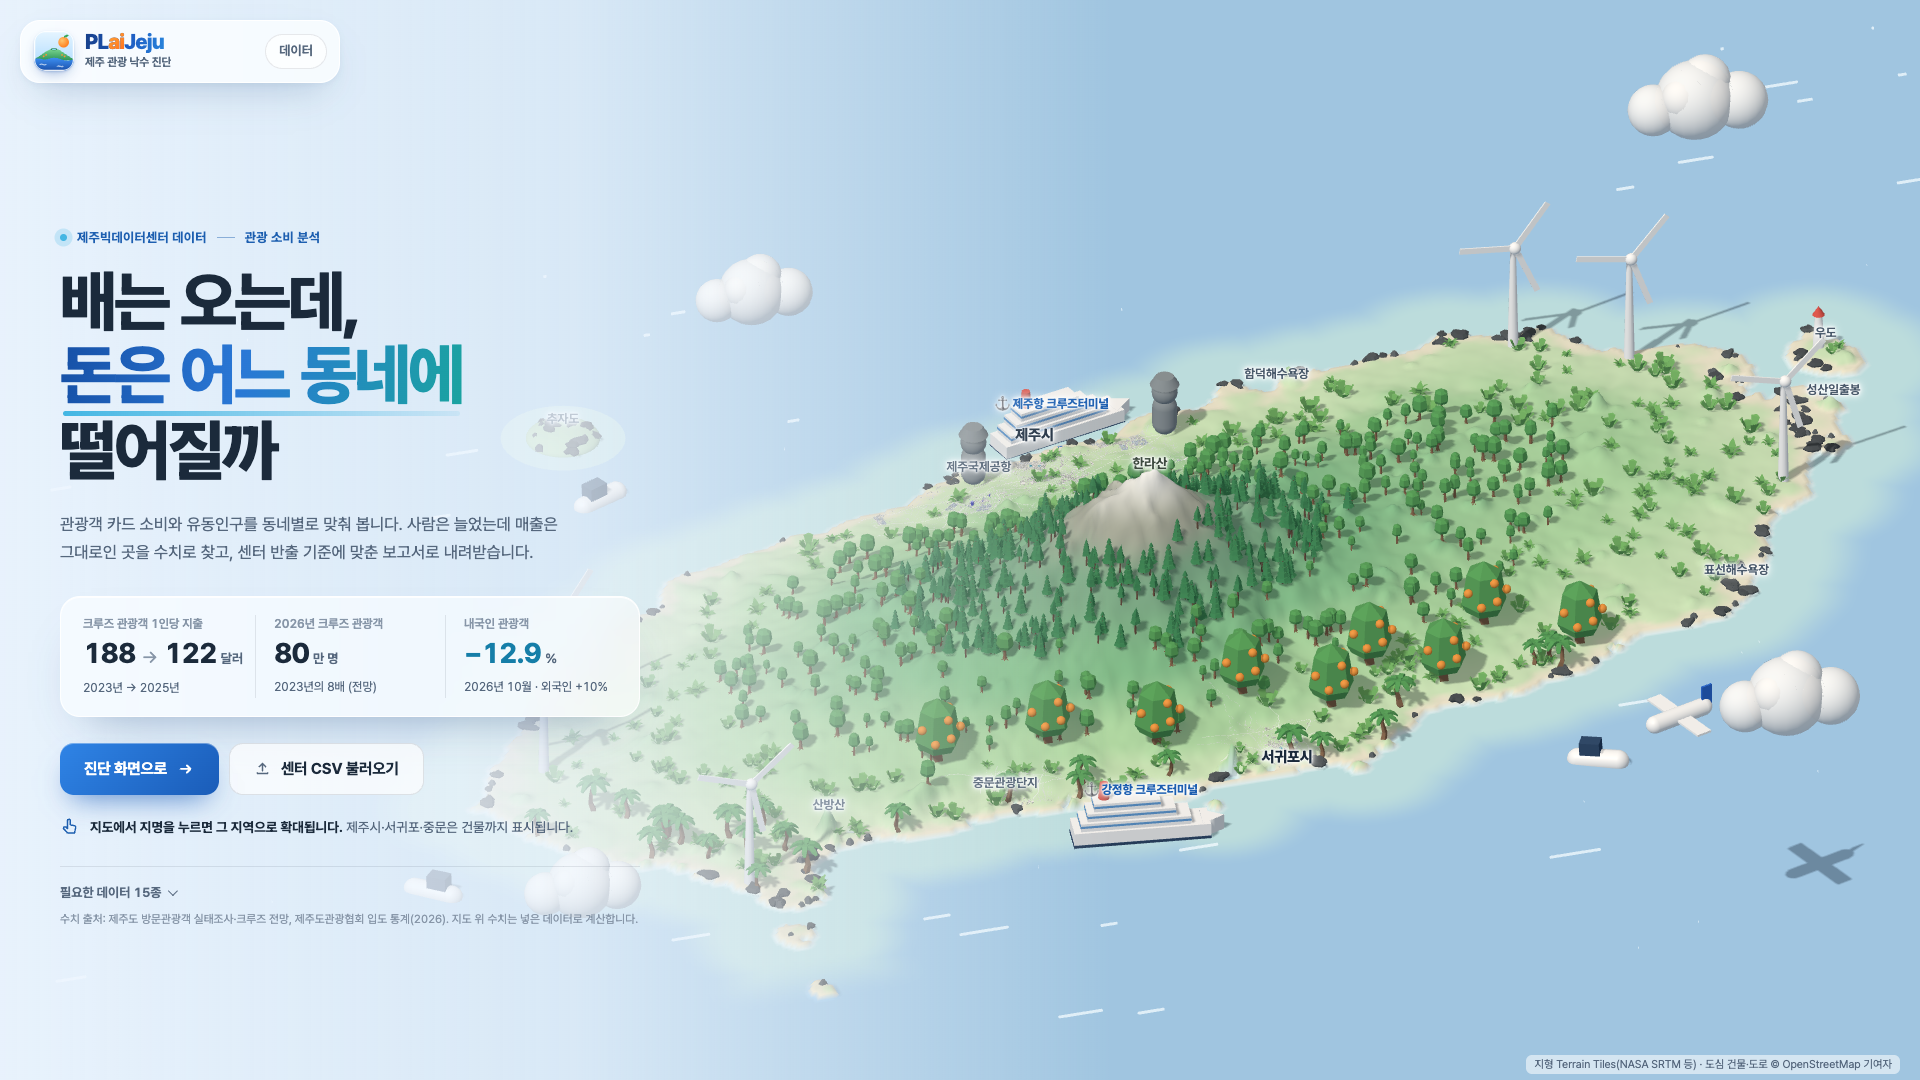 PLaiJeju
제주 관광 낙수 진단
데이터
제주빅데이터센터 데이터 — 관광 소비 분석
배는 오는데,
돈은 어느 동네에
떨어질까
관광객 카드 소비와 유동인구를 동네별로 맞춰 봅니다. 사람은 늘었는데 매출은
그대로인 곳을 수치로 찾고, 센터 반출 기준에 맞춘 보고서로 내려받습니다.
크루즈 관광객 1인당 지출
188 → 122 달러
2023년 → 2025년
2026년 크루즈 관광객
80 만 명
2023년의 8배 (전망)
내국인 관광객
−12.9 %
2026년 10월 · 외국인 +10%
진단 화면으로 →
센터 CSV 불러오기
지도에서 지명을 누르면 그 지역으로 확대됩니다. 제주시·서귀포·중문은 건물까지 표시됩니다.
필요한 데이터 15종
수치 출처: 제주도 방문관광객 실태조사·크루즈 전망, 제주도관광협회 입도 통계(2026). 지도 위 수치는 넣은 데이터로 계산합니다.
추자도
우도
함덕해수욕장
성산일출봉
제주항 크루즈터미널
제주시
제주국제공항
한라산
표선해수욕장
서귀포시
중문관광단지
강정항 크루즈터미널
산방산
지형 Terrain Tiles(NASA SRTM 등) · 도심 건물·도로 © OpenStreetMap 기여자